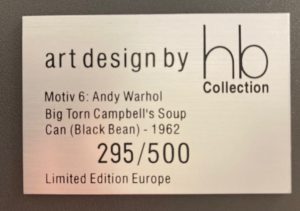 art design by hb
Collection
Motiv 6: Andy Warhol
Big Torn Campbell's Soup
Can (Black Bean) - 1962
295/500
Limited Edition Europe